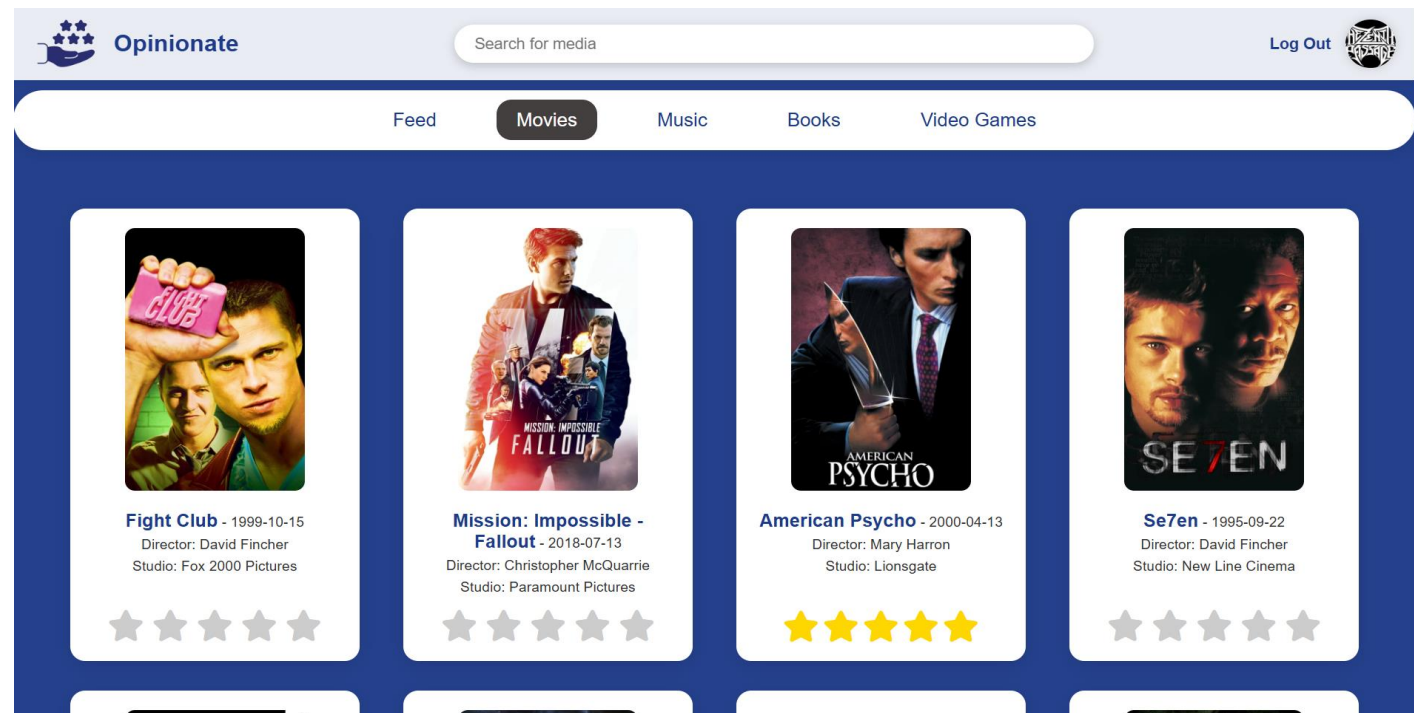 Opinionate
Search for media
Log Out
Feed Movies Music Books Video Games
FIGHT
CLUB
MISSION: IMPOSSIBLE
FALLOUT
AMERICAN
PSYCHO
SE7EN
Fight Club - 1999-10-15
Director: David Fincher
Studio: Fox 2000 Pictures
Mission: Impossible -
Fallout - 2018-07-13
Director: Christopher McQuarrie
Studio: Paramount Pictures
American Psycho - 2000-04-13
Director: Mary Harron
Studio: Lionsgate
Se7en - 1995-09-22
Director: David Fincher
Studio: New Line Cinema